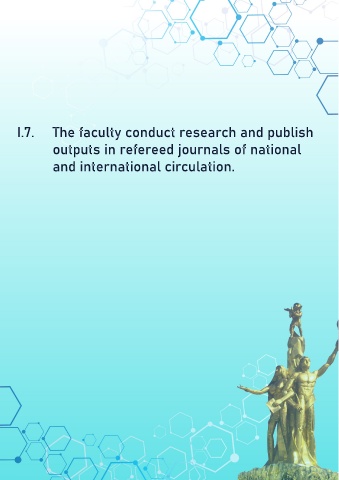 I.7. The faculty conduct research and publish
outputs in refereed journals of national
and international circulation.